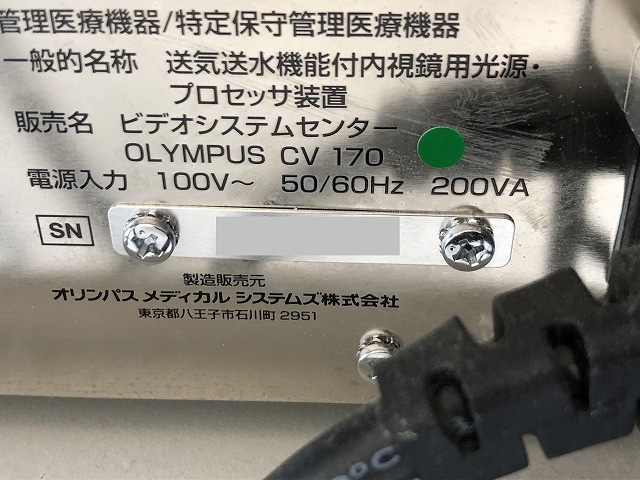 管理医療機器/特定保守管理医療機器
一般的名称 送気送水機能付内視鏡用光源・
プロセッサ装置
販売名 ビデオシステムセンター
OLYMPUS CV 170
電源入力 100V～ 50/60Hz 200VA
SN
製造販売元
オリンパス メディカル システムズ株式会社
東京都八王子市石川町 2951
0°C